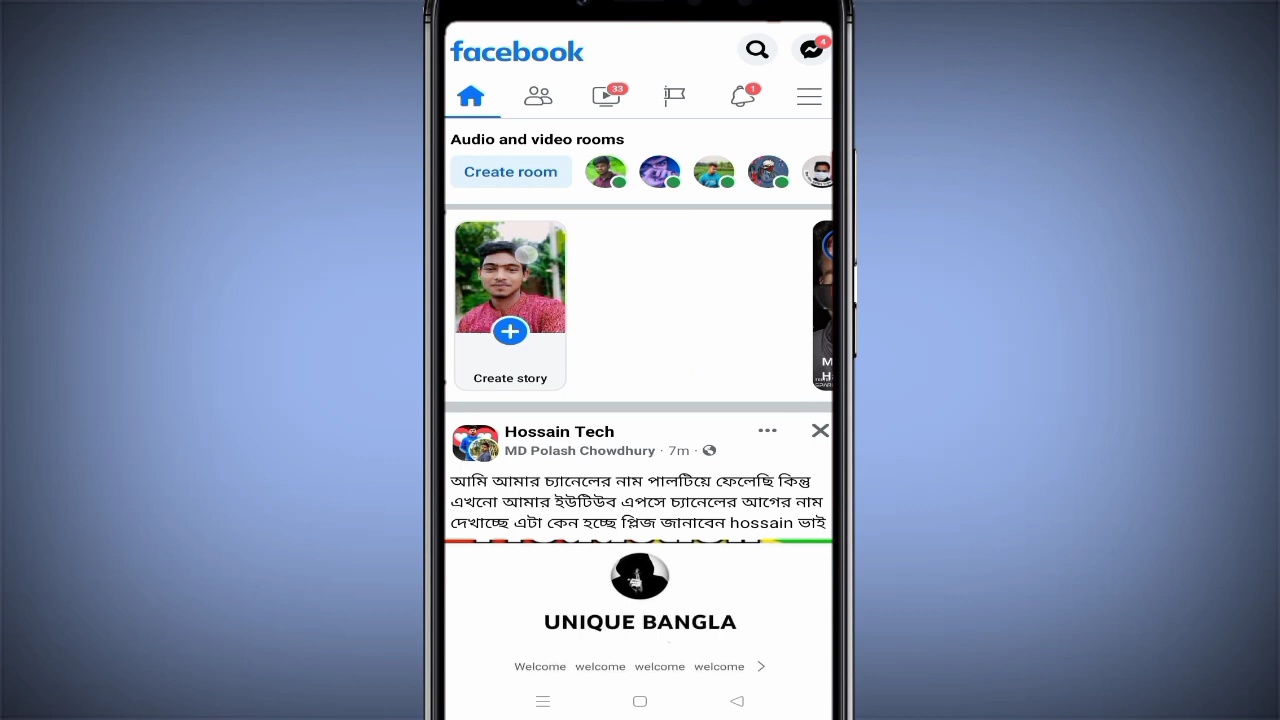 facebook
4
33
1
Audio and video rooms
Create room
Create story
Hossain Tech
MD Polash Chowdhury · 7m ·
আমি আমার চ্যানেলের নাম পালটিয়ে ফেলেছি কিন্তু
এখনো আমার ইউটিউব এপসে চ্যানেলের আগের নাম
দেখাচ্ছে এটা কেন হচ্ছে প্লিজ জানাবেন hossain ভাই
UNIQUE BANGLA
Welcome welcome welcome welcome